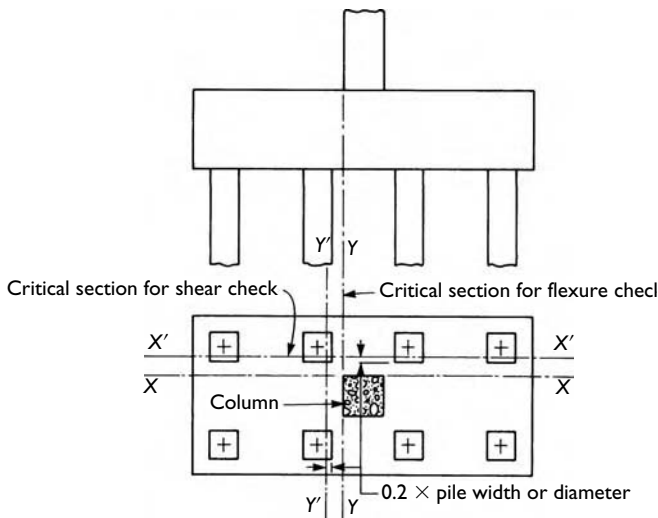 Y' Y
Critical section for shear check
Critical section for flexure checl
X' X'
X X
Column
0.2 × pile width or diameter
Y' Y